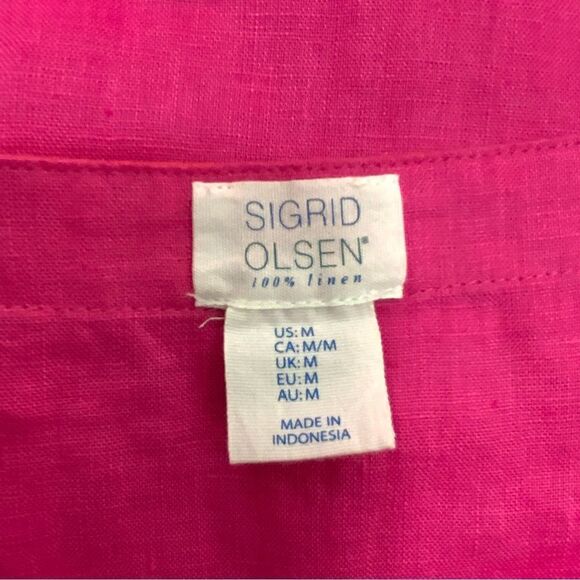 SIGRID
OLSEN®
100% linen
US: M
CA: M/M
UK: M
EU: M
AU: M
MADE IN
INDONESIA